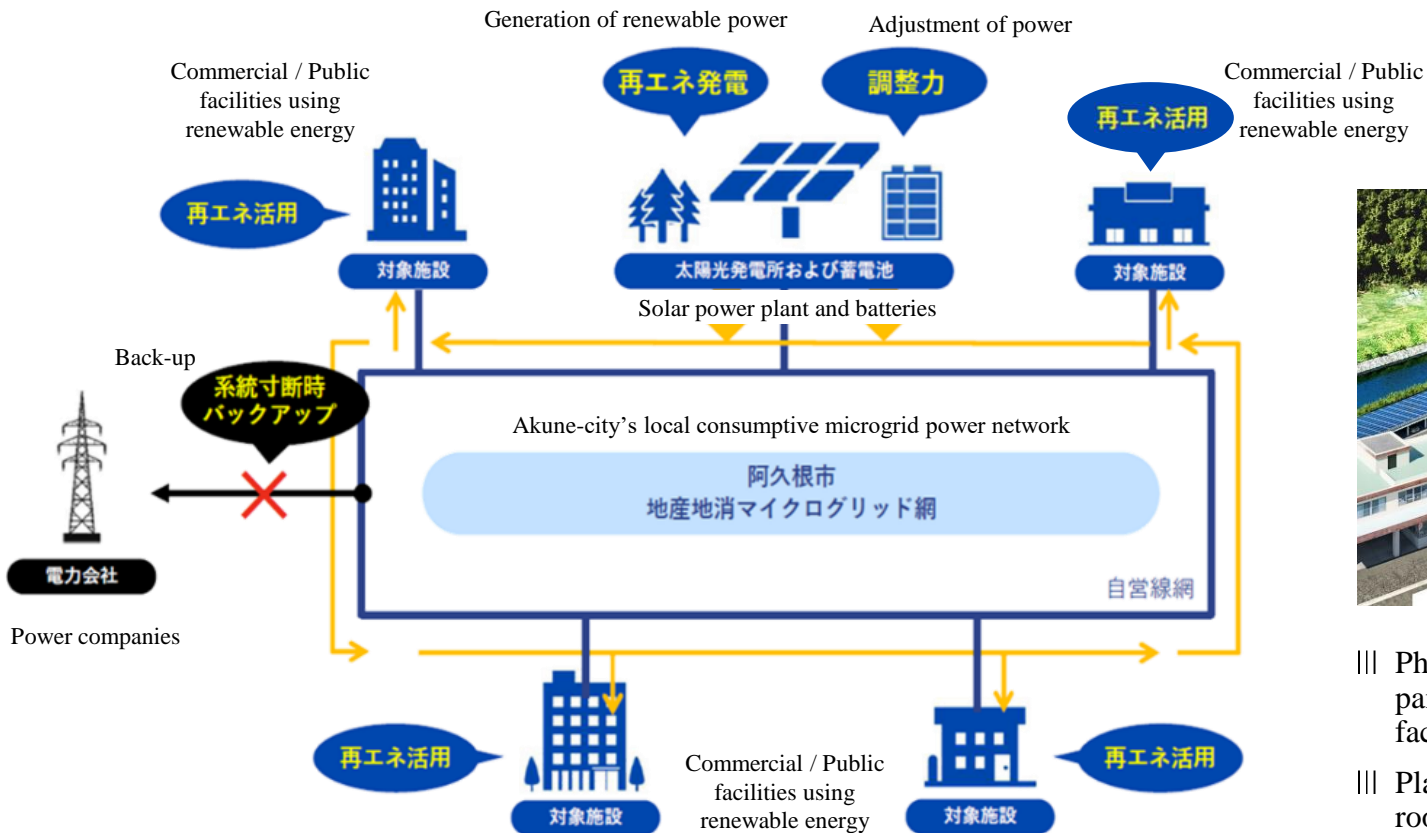 Generation of renewable power
Adjustment of power
再エネ発電
調整力
Commercial / Public
facilities using
renewable energy
再エネ活用
対象施設
太陽光発電所および蓄電池
Solar power plant and batteries
Commercial / Public
facilities using
renewable energy
再エネ活用
対象施設
Back-up
系統寸断時
バックアップ
電力会社
Power companies
Akune-city’s local consumptive microgrid power network
阿久根市
地産地消マイクログリッド網
自営線網
再エネ活用
対象施設
Commercial / Public
facilities using
renewable energy
再エネ活用
対象施設